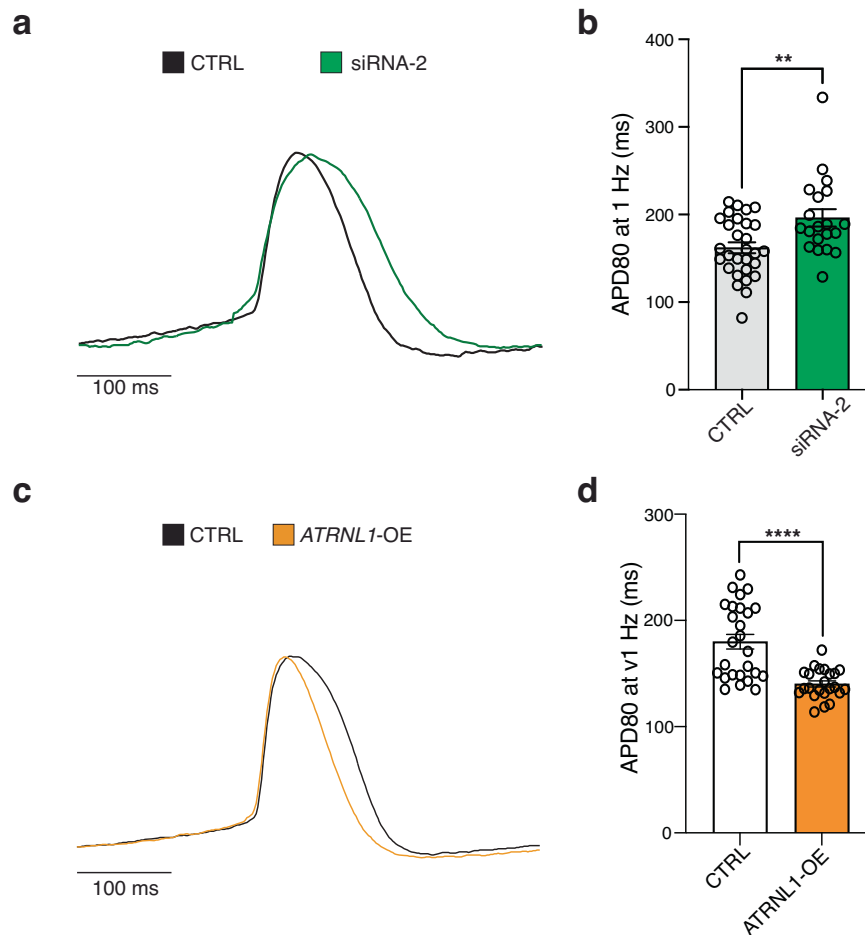 a
CTRL
siRNA-2
100 ms
b
APD80 at 1 Hz (ms)
400
300
200
100
0
**
CTRL
siRNA-2
c
CTRL
ATRNL1-OE
100 ms
d
APD80 at v1 Hz (ms)
300
200
100
0
****
CTRL
ATRNL1-OE